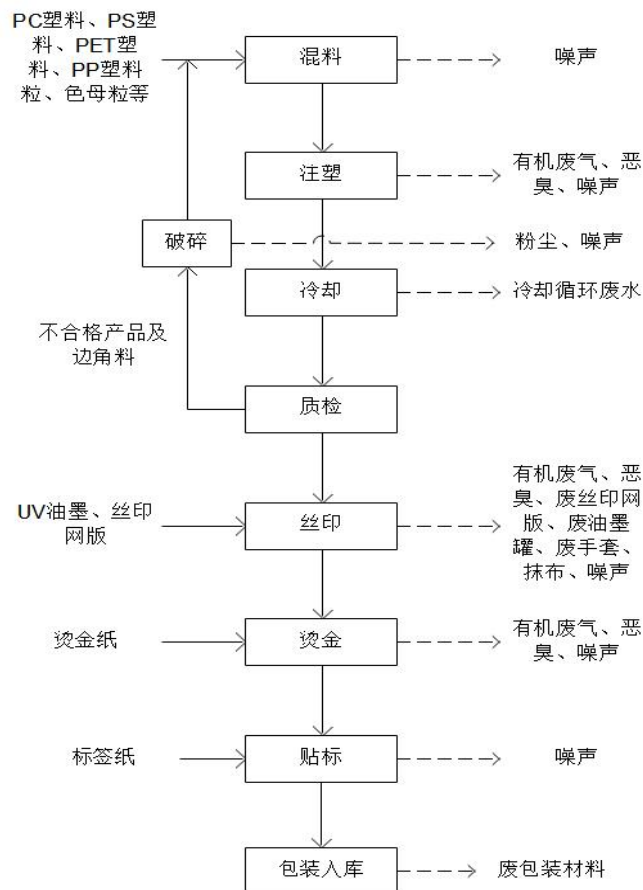 PC塑料、PS塑
料、PET塑
料、PP塑料
粒、色母粒等
混料
噪声
注塑
有机废气、恶
臭、噪声
破碎
粉尘、噪声
冷却
冷却循环废水
不合格产品及
边角料
质检
UV油墨、丝印
网版
丝印
有机废气、恶
臭、废丝印网
版、废油墨
罐、废手套、
抹布、噪声
烫金纸
烫金
有机废气、恶
臭、噪声
标签纸
贴标
噪声
包装入库
废包装材料